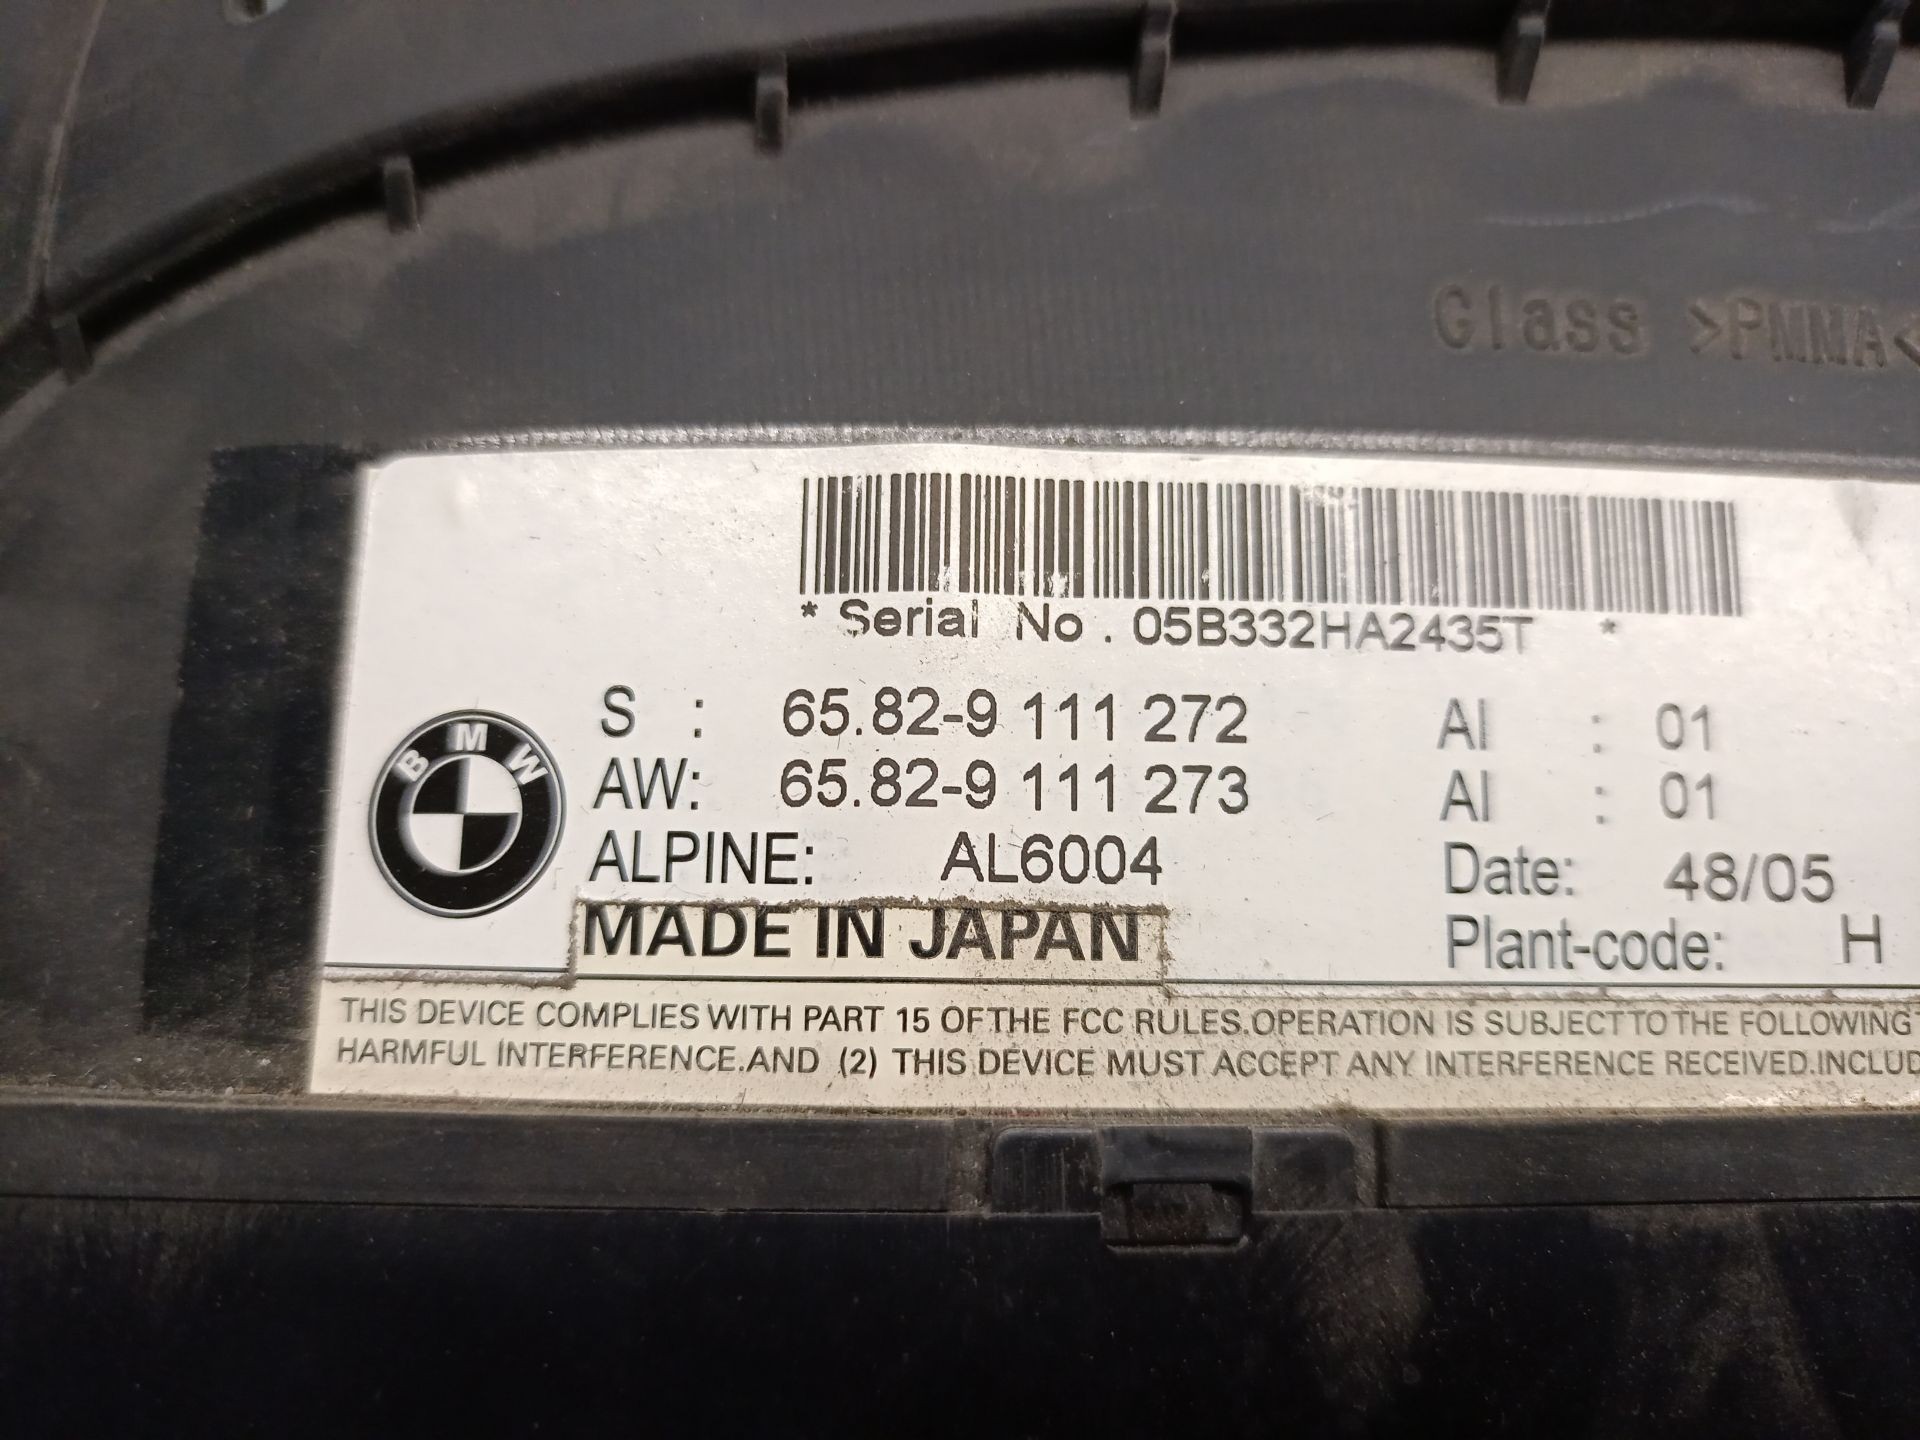 Glass >PMMA<
* Serial No. 05B332HA2435T *
S : 65.82-9 111 272 AI : 01
AW: 65.82-9 111 273 AI : 01
BMW
ALPINE: AL6004 Date: 48/05
MADE IN JAPAN Plant-code: H
THIS DEVICE COMPLIES WITH PART 15 OF THE FCC RULES.OPERATION IS SUBJECT TO THE FOLLOWING
HARMFUL INTERFERENCE.AND (2) THIS DEVICE MUST ACCEPT ANY INTERFERENCE RECEIVED.INCLUD